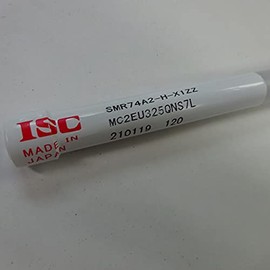 ISC
MADE IN
JAPAN
SMR74A2-H-X1ZZ
MC2EU325QNS7L
210119 120